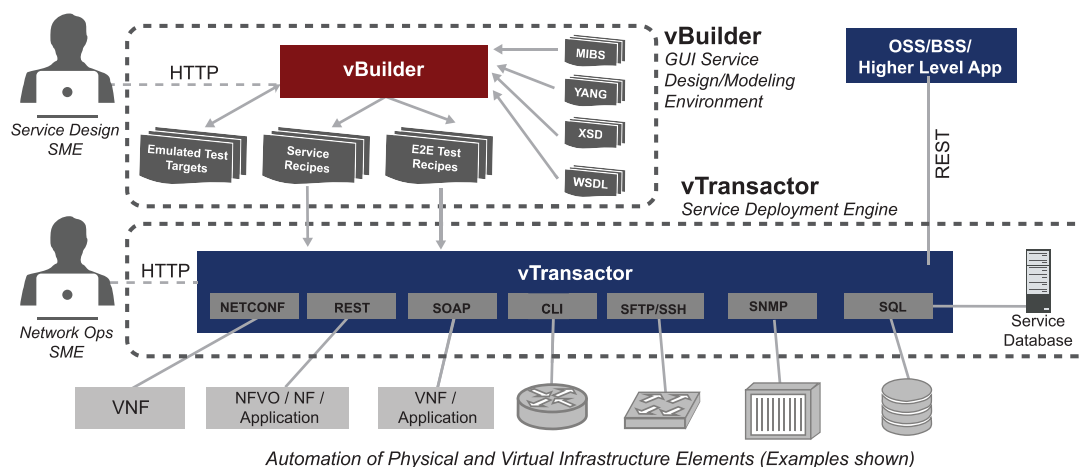 HTTP
Service Design
SME
vBuilder
MIBS
YANG
XSD
WSDL
Emulated Test
Targets
Service
Recipes
E2E Test
Recipes
vBuilder
GUI Service
Design/Modeling
Environment
OSS/BSS/
Higher Level App
REST
vTransactor
Service Deployment Engine
HTTP
Network Ops
SME
vTransactor
NETCONF
REST
SOAP
CLI
SFTP/SSH
SNMP
SQL
Service
Database
VNF
NFVO / NF /
Application
VNF /
Application
Automation of Physical and Virtual Infrastructure Elements (Examples shown)